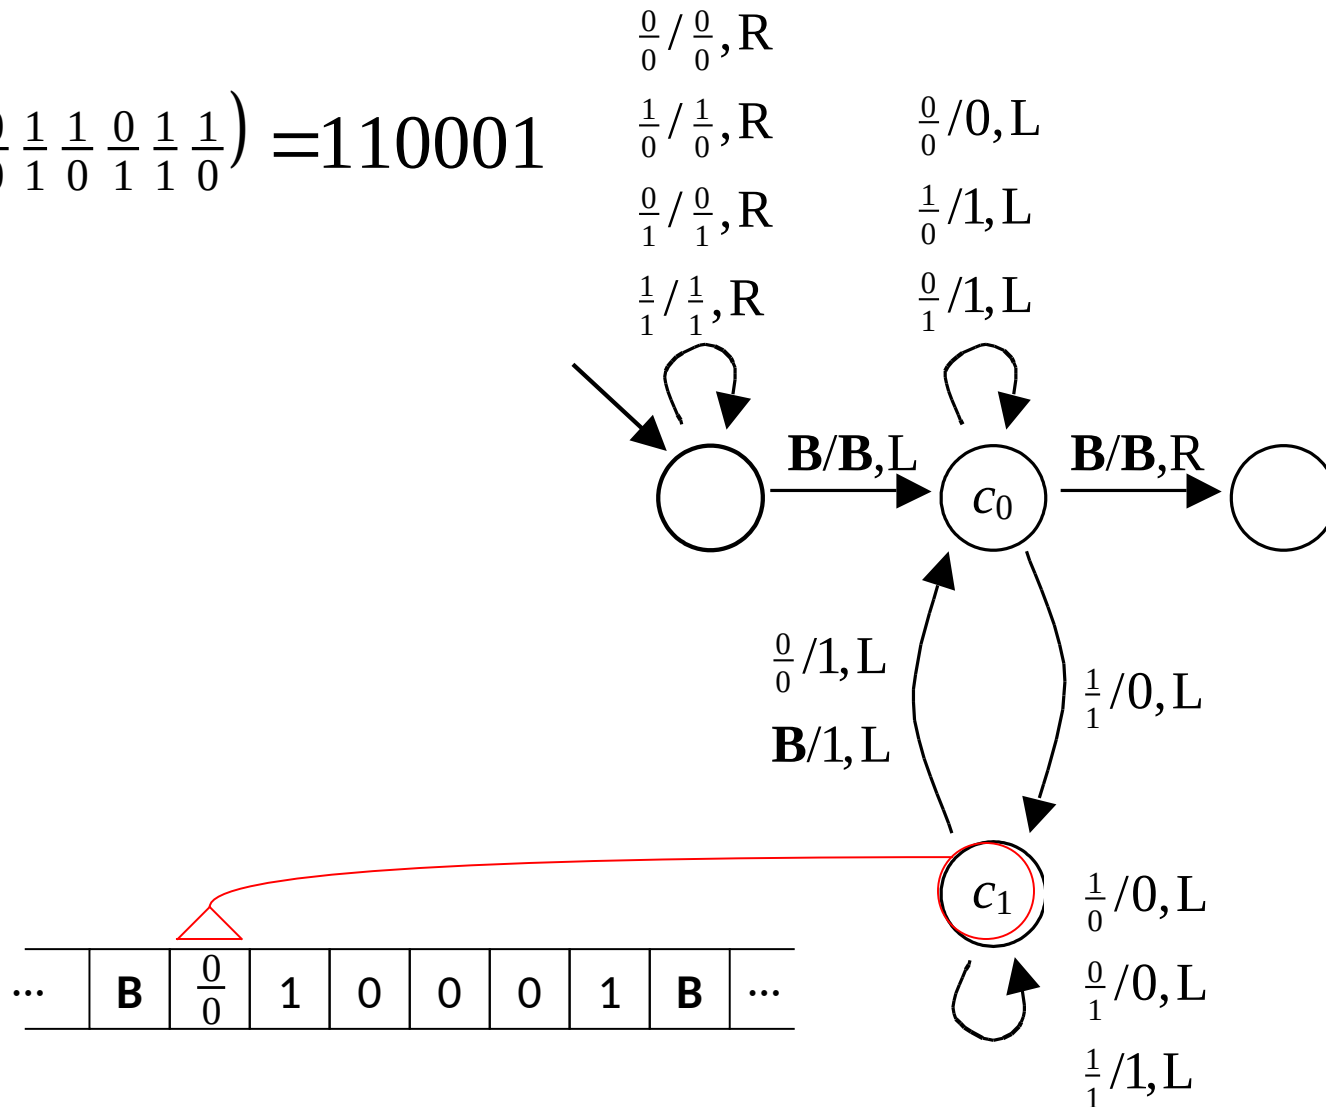 0/0 / 0/0 , R
1/0 / 1/0 , R
0/0 /0, L
1/1 1/0 0/1 1/1 1/0 ) =110001
0/1 / 0/1 , R
1/0 /1, L
1/1 / 1/1 , R
0/1 /1, L
B/B,L
B/B,R
c0
0/0 /1, L
1/1 /0, L
B/1, L
c1
1/0 /0, L
0/1 /0, L
1/1 /1, L
... B 0/0 1 0 0 0 1 B ...